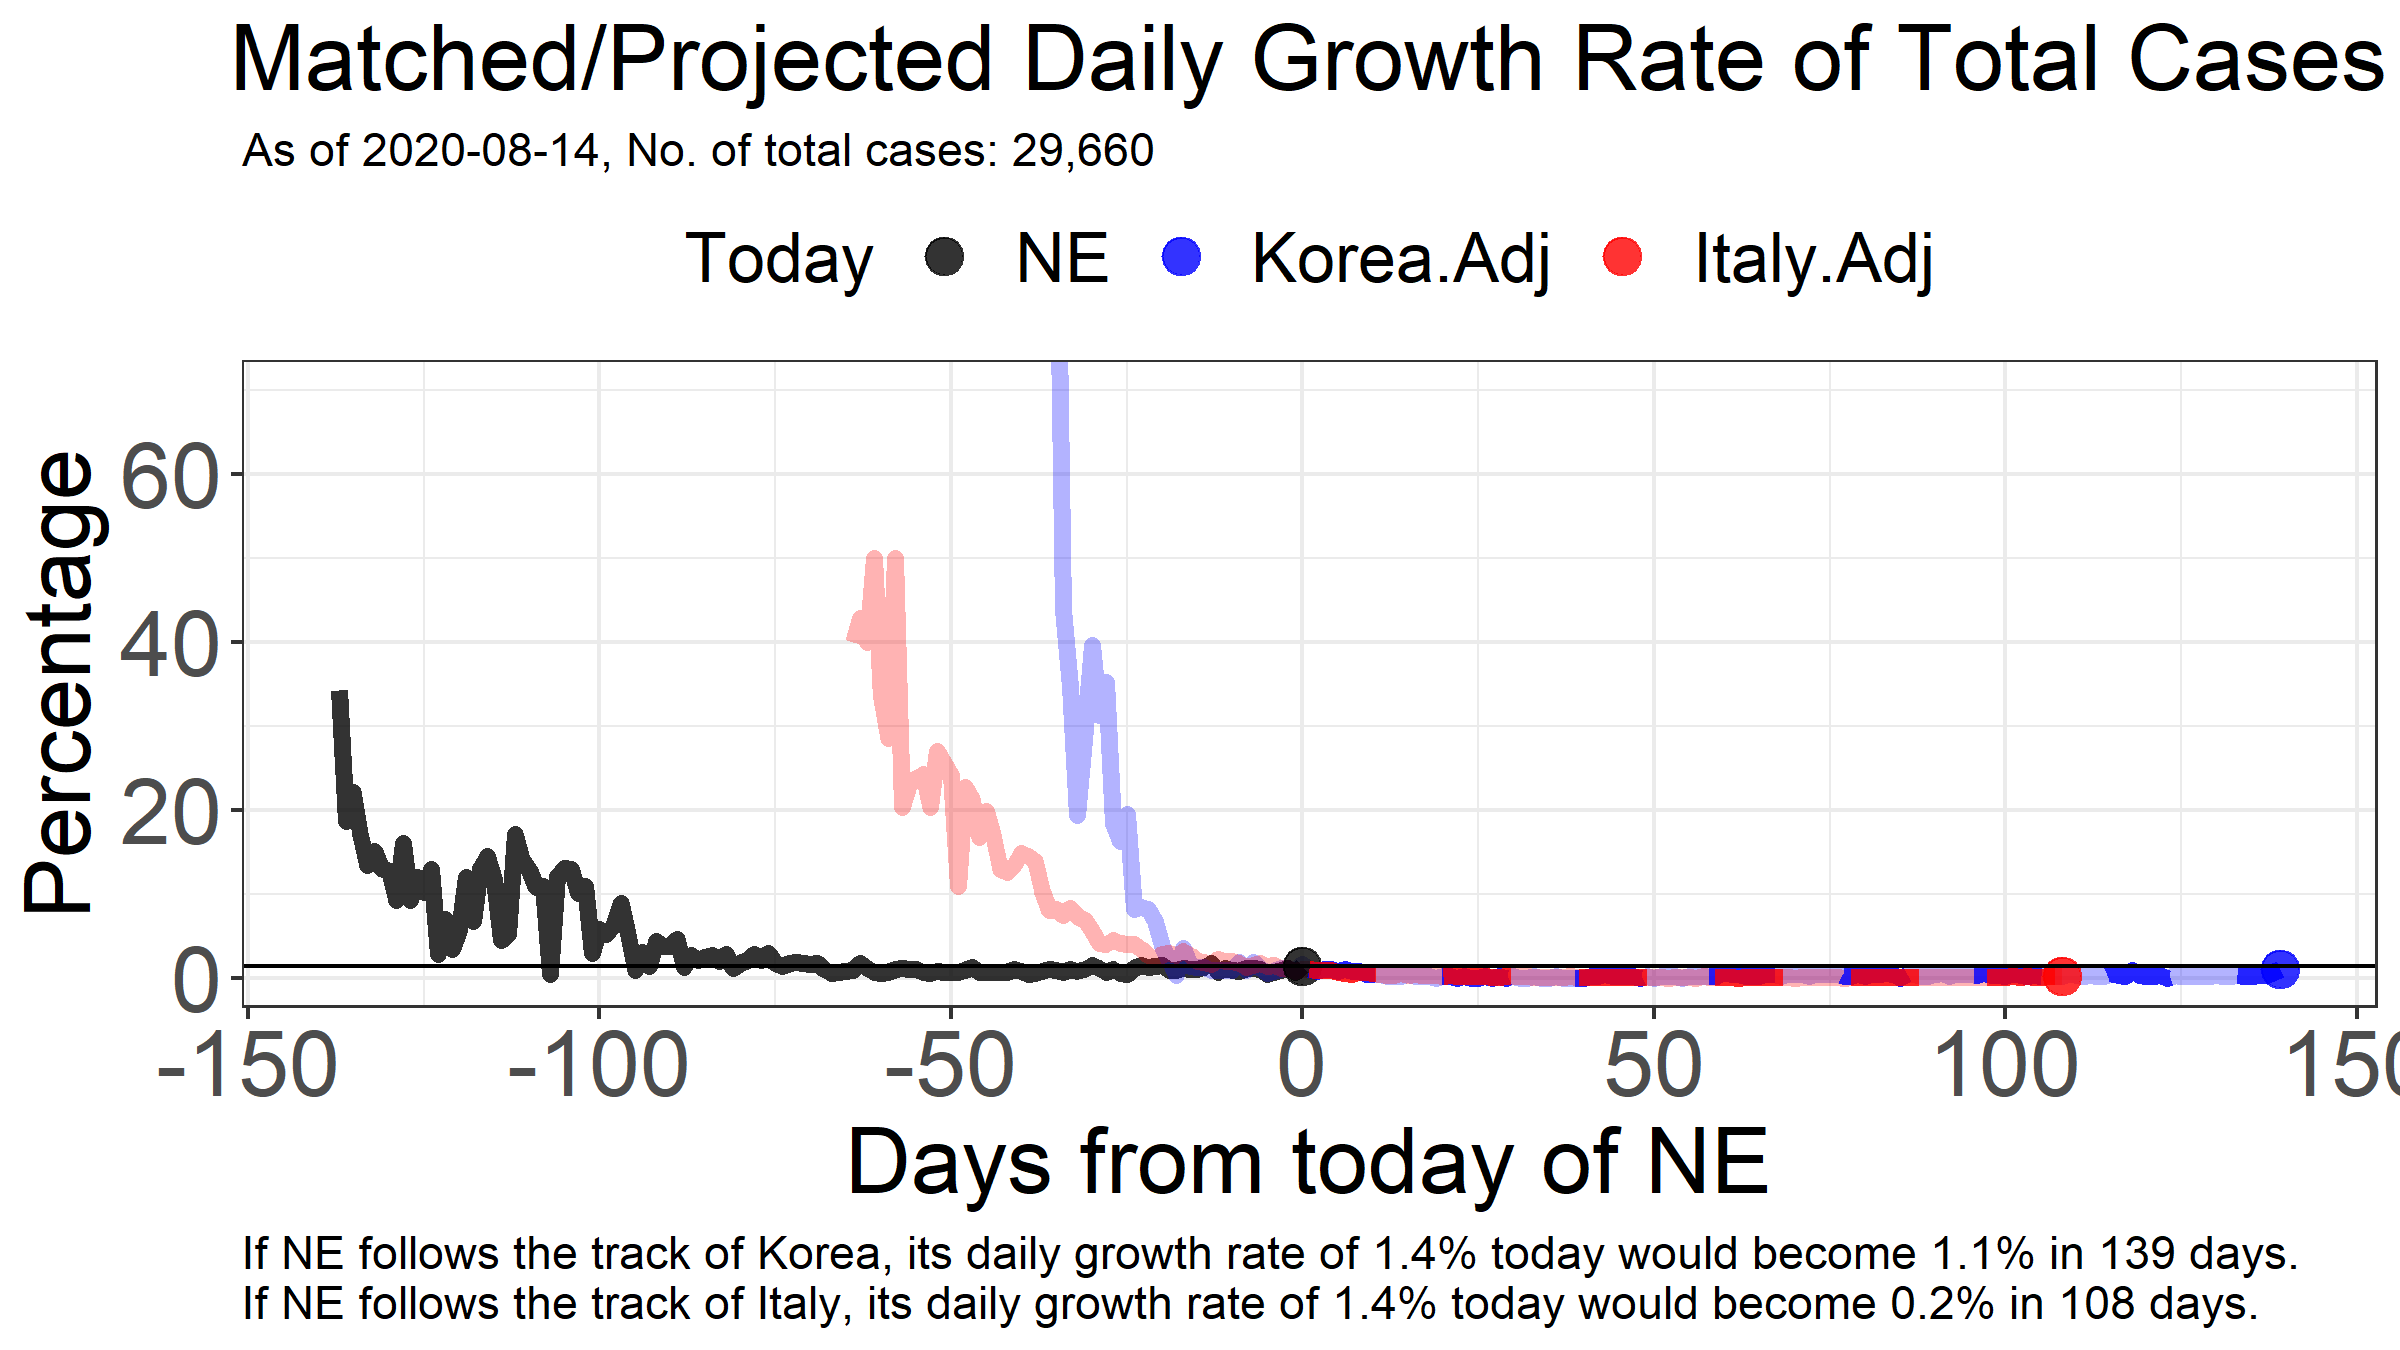 Matched/Projected Daily Growth Rate of Total Cases
As of 2020-08-14, No. of total cases: 29,660
Today NE Korea.Adj Italy.Adj
Percentage
60
40
20
0
-150 -100 -50 0 50 100 150
Days from today of NE
If NE follows the track of Korea, its daily growth rate of 1.4% today would become 1.1% in 139 days.
If NE follows the track of Italy, its daily growth rate of 1.4% today would become 0.2% in 108 days.